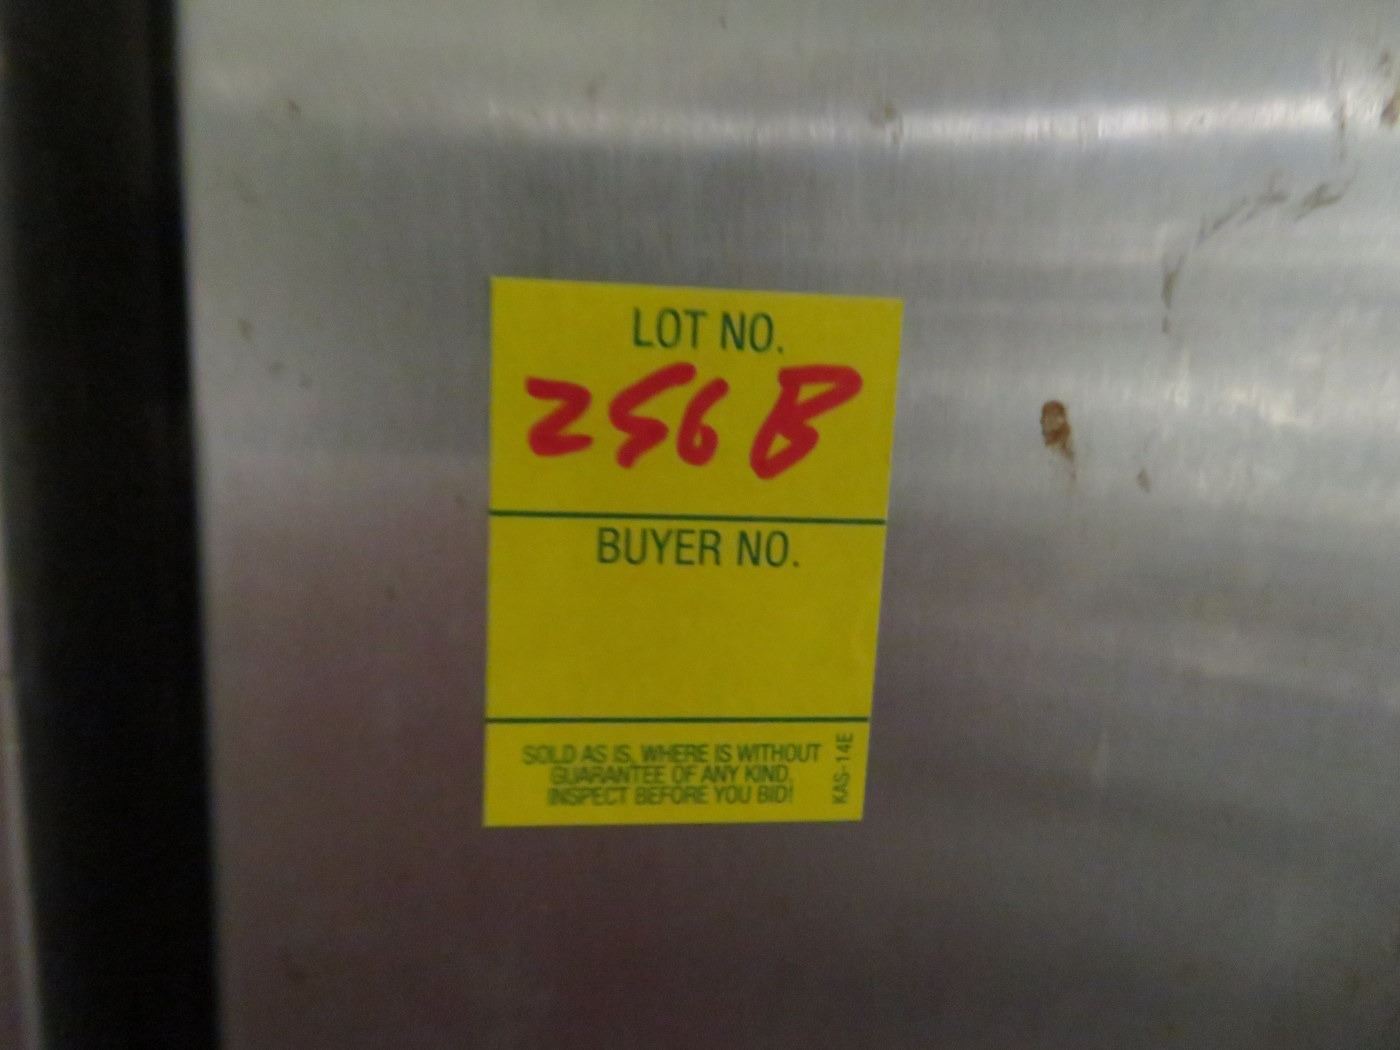 LOT NO.
256 B
BUYER NO.
SOLD AS IS, WHERE IS WITHOUT
GUARANTEE OF ANY KIND,
INSPECT BEFORE YOU BID!
KAS-14E